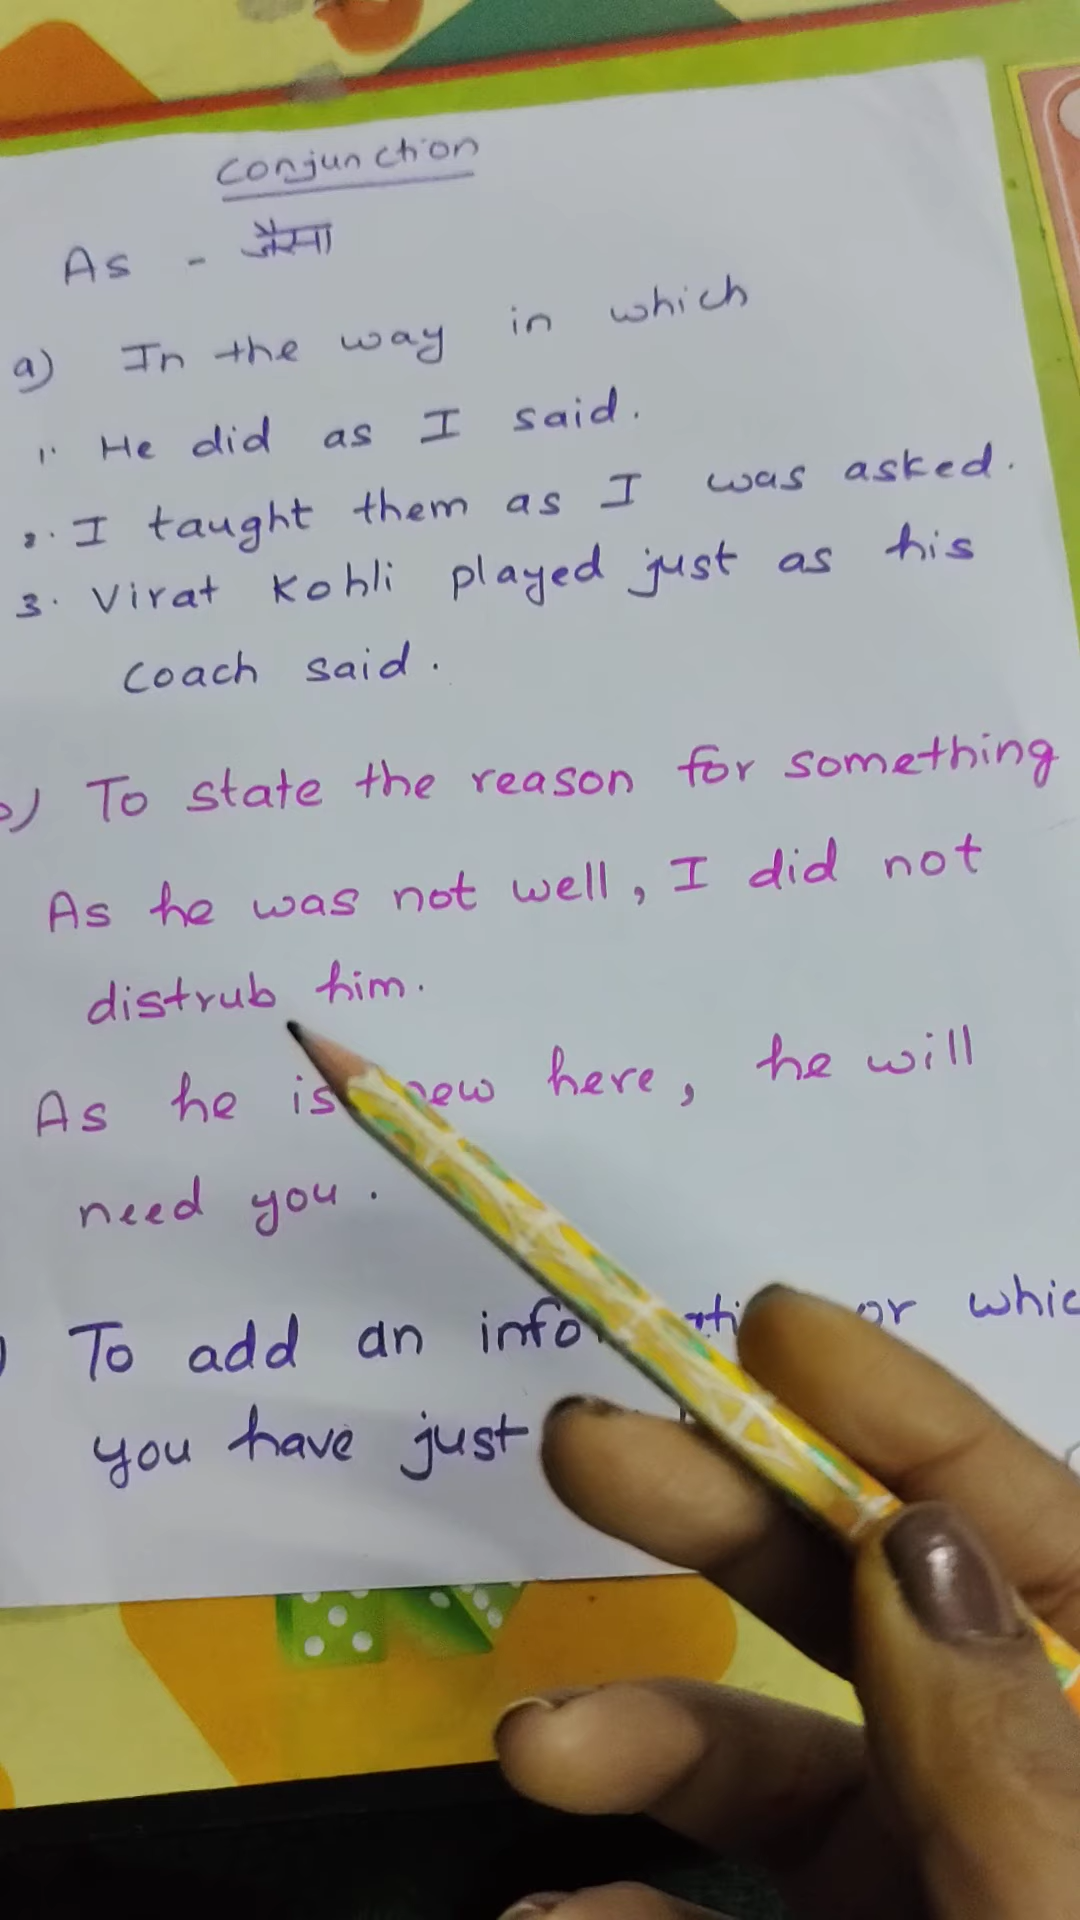 Conjunction
As - जैसा
a) In the way in which
1. He did as I said.
2. I taught them as I was asked.
3. Virat Kohli played just as his
coach said.
b) To state the reason for something
As he was not well, I did not
distrub him.
As he is new here, he will
need you.
To add an or
you have just